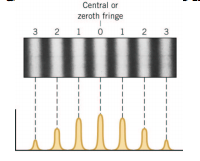 Central or
zeroth fringe
3 2 1 0 1 2 3